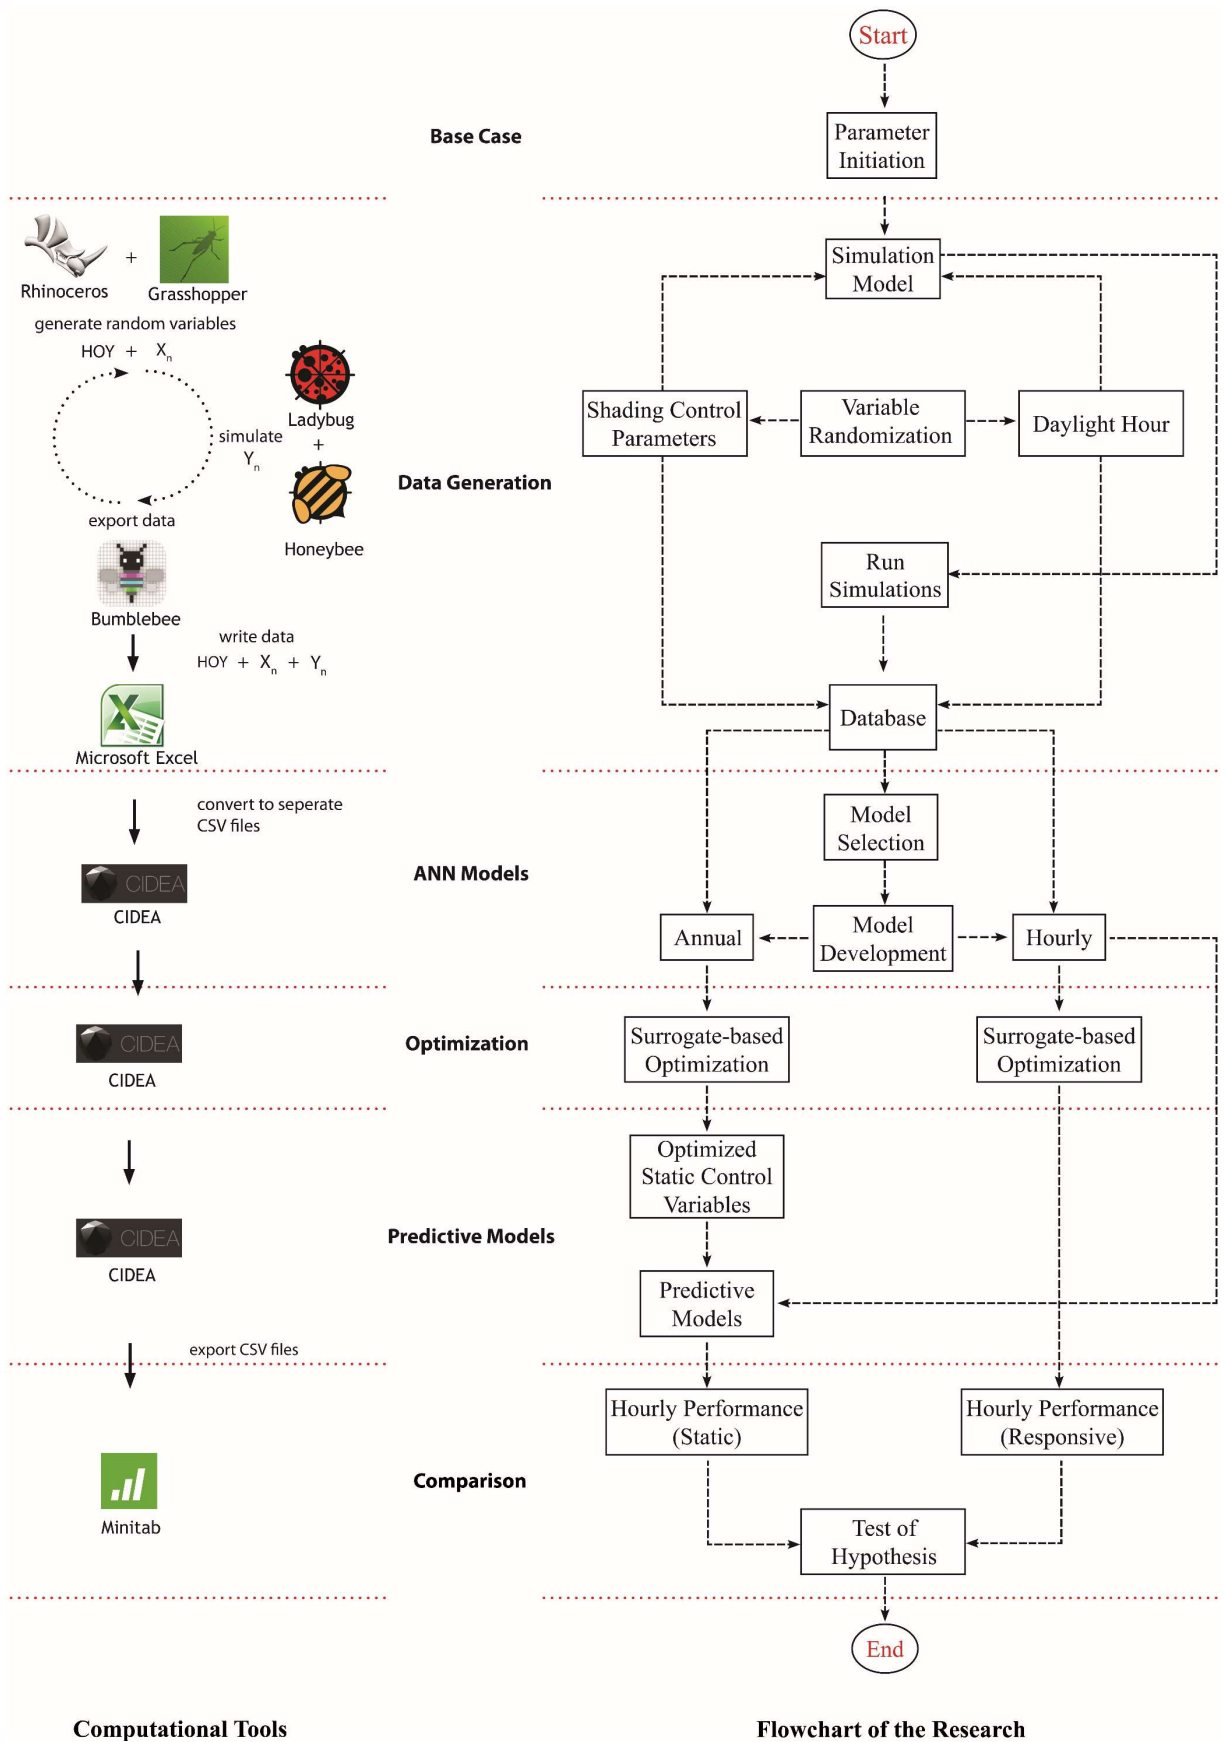 Start
Base Case
Parameter
Initiation
Rhinoceros
+
Grasshopper
generate random variables
HOY + Xn
Ladybug
+
Honeybee
simulate
Yn
export data
Bumblebee
write data
HOY + Xn + Yn
Microsoft Excel
Data Generation
Simulation
Model
Shading Control
Parameters
Variable
Randomization
Daylight Hour
Run
Simulations
Database
convert to seperate
CSV files
CIDEA
CIDEA
ANN Models
Model
Selection
Annual
Model
Development
Hourly
CIDEA
CIDEA
Optimization
Surrogate-based
Optimization
Surrogate-based
Optimization
CIDEA
CIDEA
Predictive Models
Optimized
Static Control
Variables
Predictive
Models
export CSV files
Minitab
Comparison
Hourly Performance
(Static)
Hourly Performance
(Responsive)
Test of
Hypothesis
End
Computational Tools
Flowchart of the Research